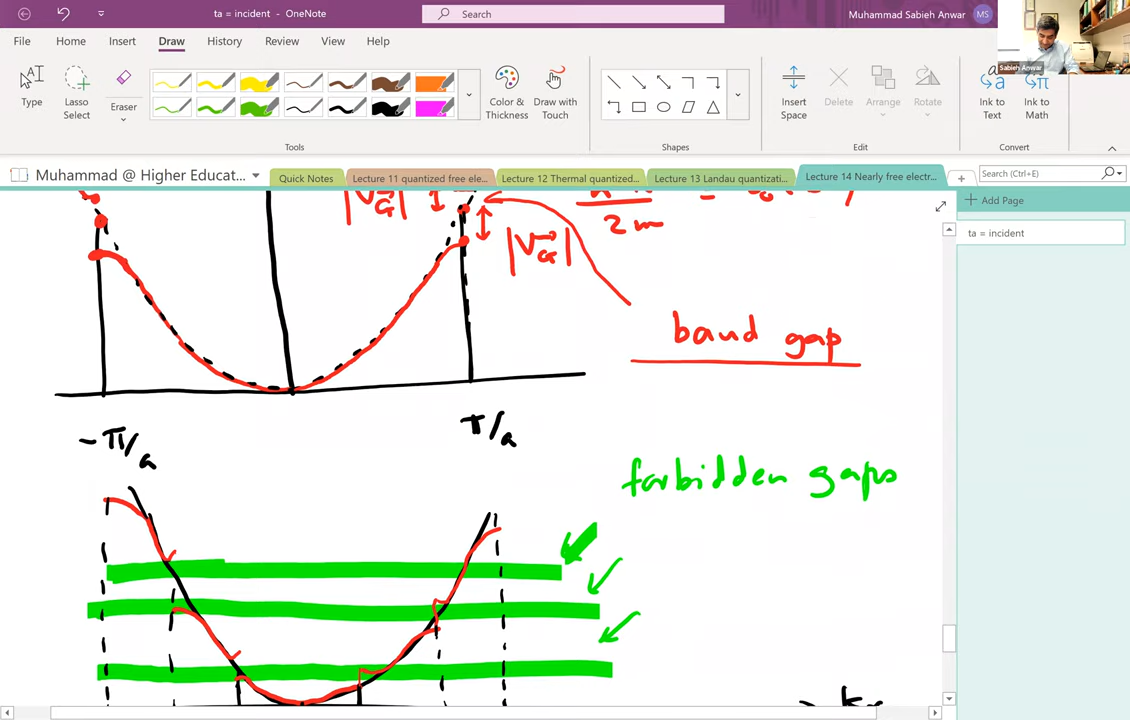 ta = incident - OneNote
Search
Muhammad Sabieh Anwar
MS
File Home Insert Draw History Review View Help
Sabieh Anwar
Type
Lasso Select
Eraser
Color & Thickness
Draw with Touch
Insert Space
Delete
Arrange
Rotate
Ink to Text
Ink to Math
Tools
Shapes
Edit
Convert
Muhammad @ Higher Educat...
Quick Notes
Lecture 11 quantized free ele...
Lecture 12 Thermal quantized...
Lecture 13 Landau quantizati...
Lecture 14 Nearly free electr...
Search (Ctrl+E)
Add Page
ta = incident
2m
|V_G|
band gap
-π/a
π/a
forbidden gaps